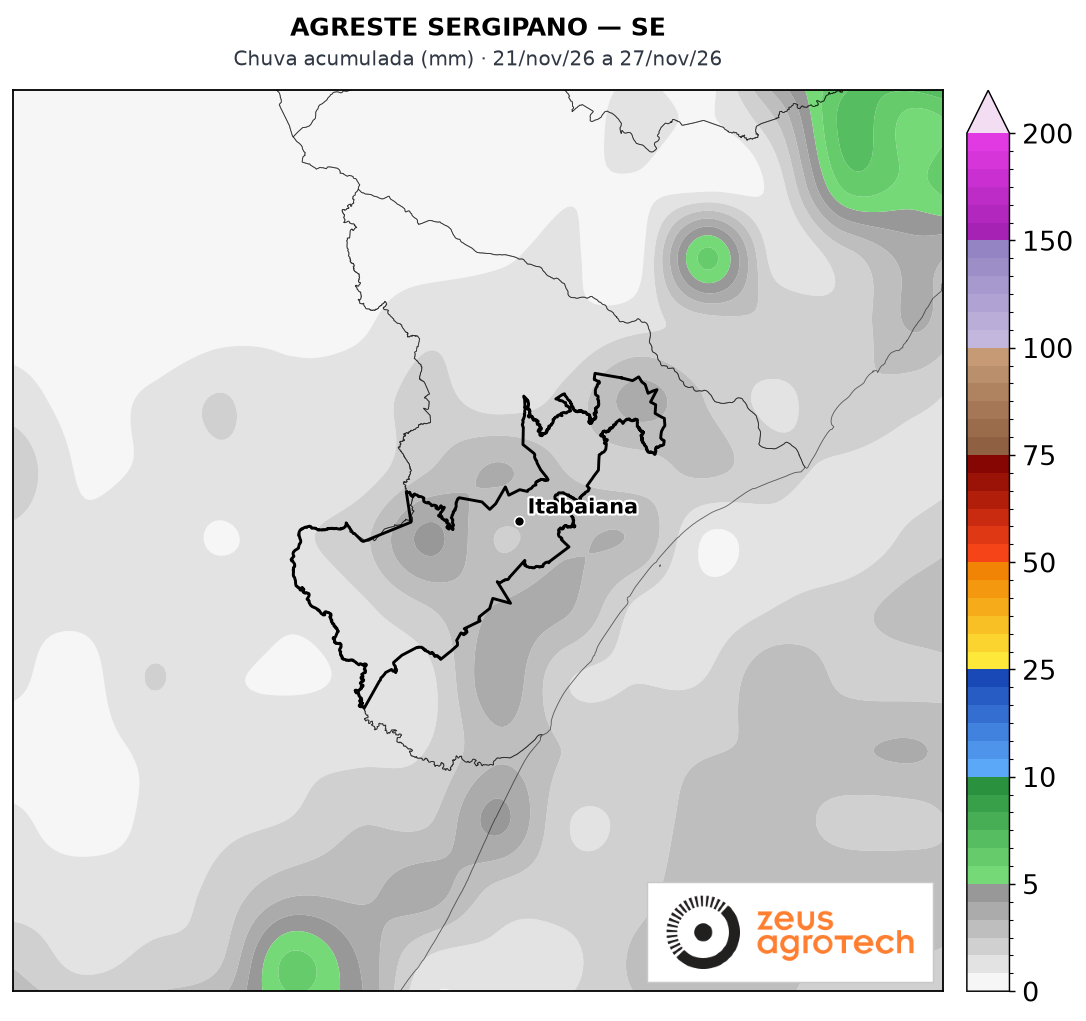 AGRESTE SERGIPANO — SE
Chuva acumulada (mm) · 21/nov/26 a 27/nov/26
200
150
100
75
50
25
10
5
0
Itabaiana
zeus
agrotech